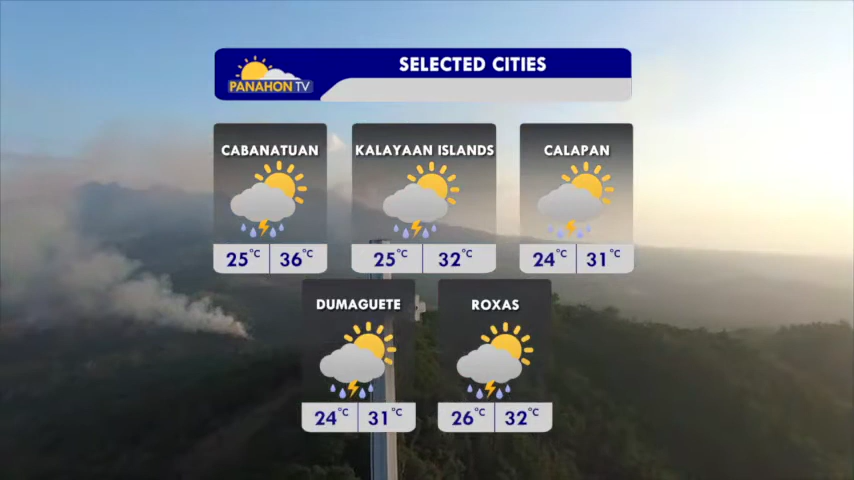 PANAHON TV
SELECTED CITIES
CABANATUAN
25°C 36°C
KALAYAAN ISLANDS
25°C 32°C
CALAPAN
24°C 31°C
DUMAGUETE
24°C 31°C
ROXAS
26°C 32°C